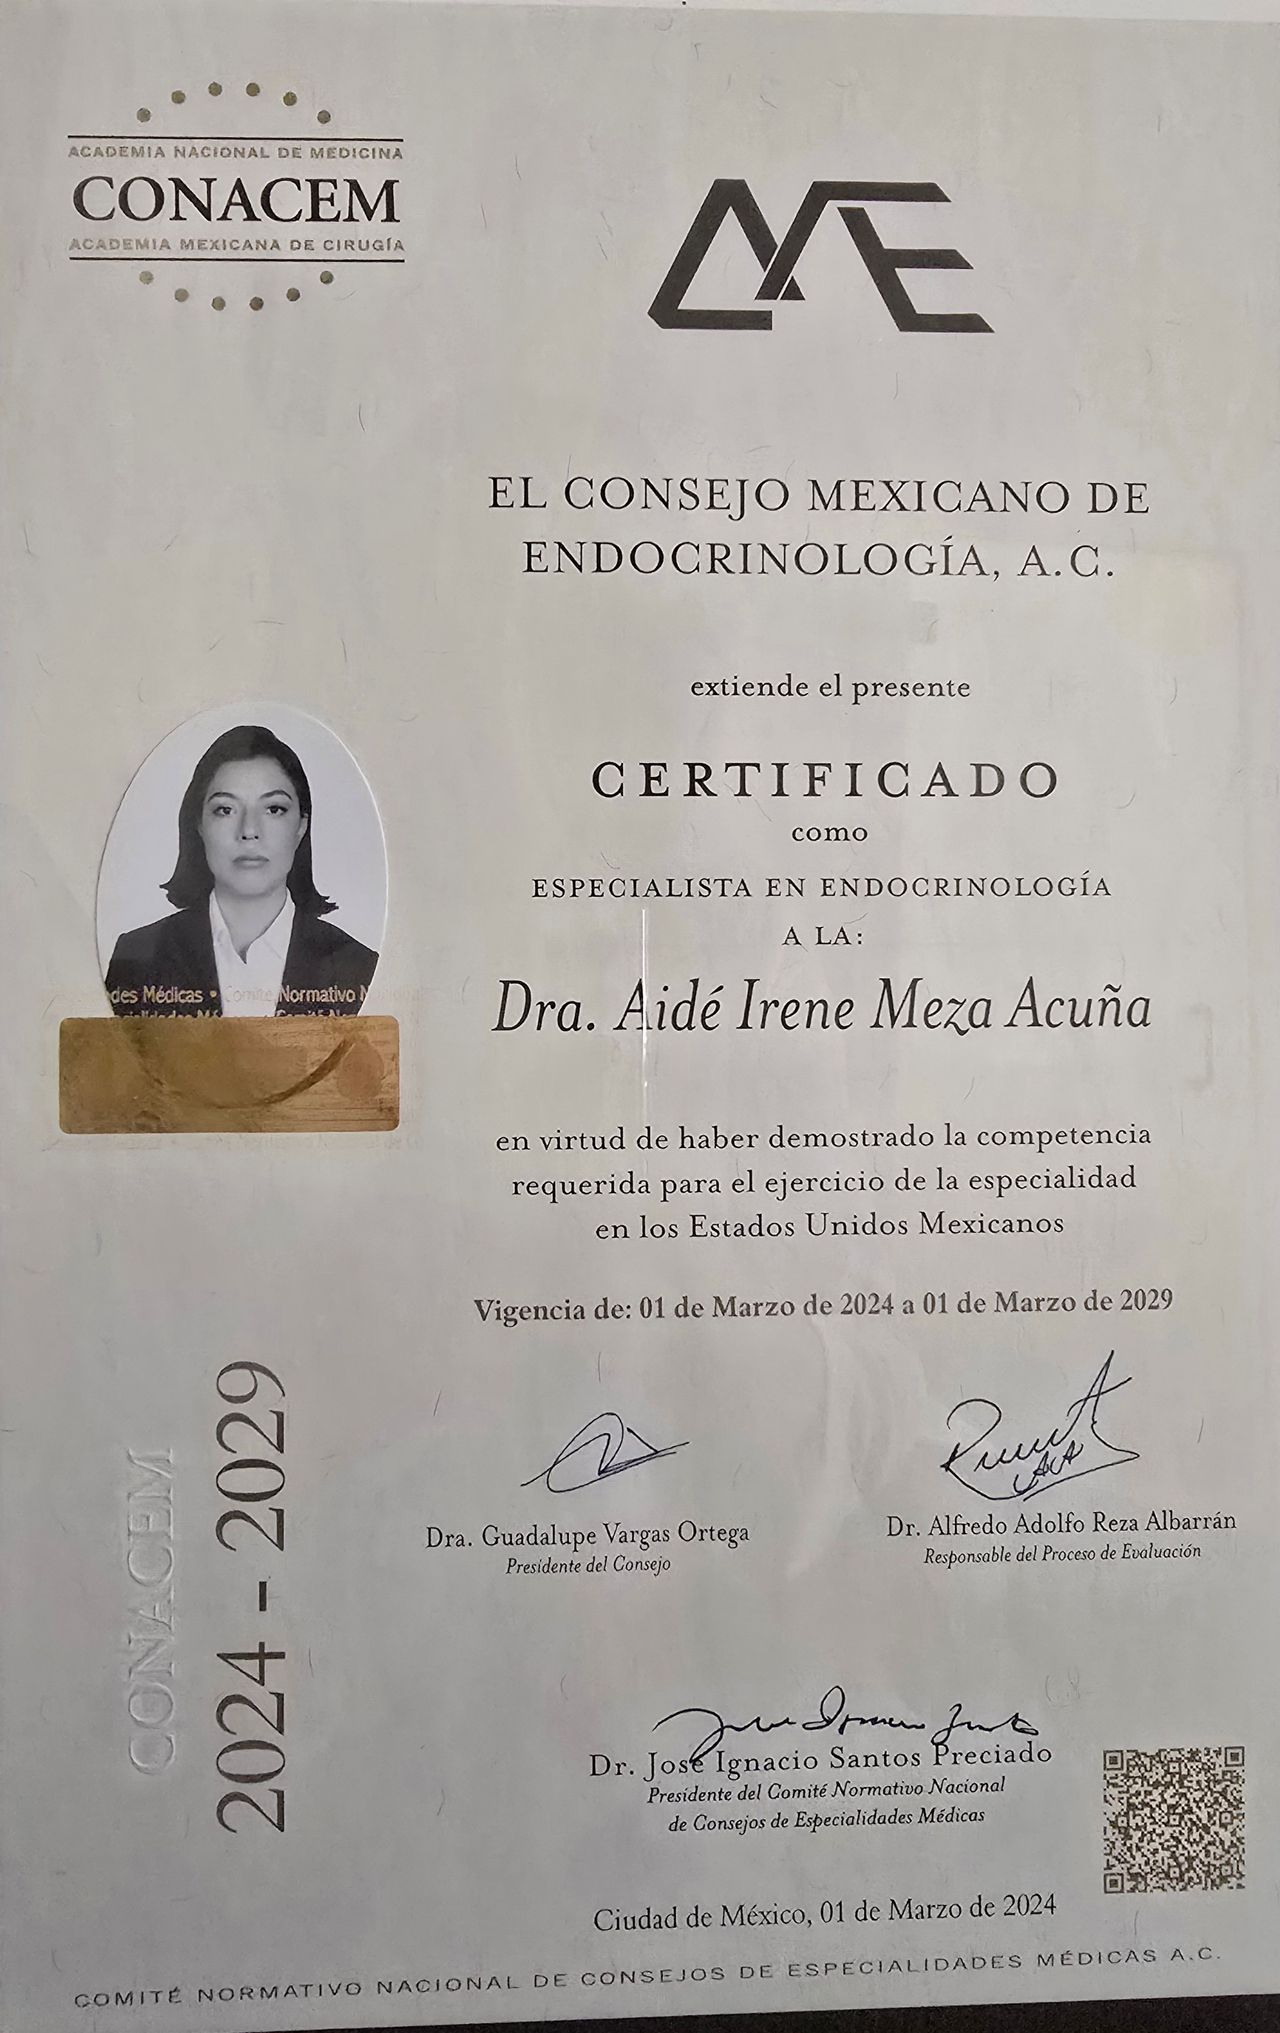 ACADEMIA NACIONAL DE MEDICINA
CONACEM
ACADEMIA MEXICANA DE CIRUGÍA
EL CONSEJO MEXICANO DE
ENDOCRINOLOGÍA, A.C.
extiende el presente
CERTIFICADO
como
ESPECIALISTA EN ENDOCRINOLOGÍA
A LA:
Dra. Aidé Irene Meza Acuña
des Médicas • Comité Normativo
en virtud de haber demostrado la competencia
requerida para el ejercicio de la especialidad
en los Estados Unidos Mexicanos
Vigencia de: 01 de Marzo de 2024 a 01 de Marzo de 2029
CONACEM
2024 - 2029
Dra. Guadalupe Vargas Ortega
Presidente del Consejo
Dr. Alfredo Adolfo Reza Albarrán
Responsable del Proceso de Evaluación
Dr. José Ignacio Santos Preciado
Presidente del Comité Normativo Nacional
de Consejos de Especialidades Médicas
Ciudad de México, 01 de Marzo de 2024
COMITÉ NORMATIVO NACIONAL DE CONSEJOS DE ESPECIALIDADES MÉDICAS A.C.